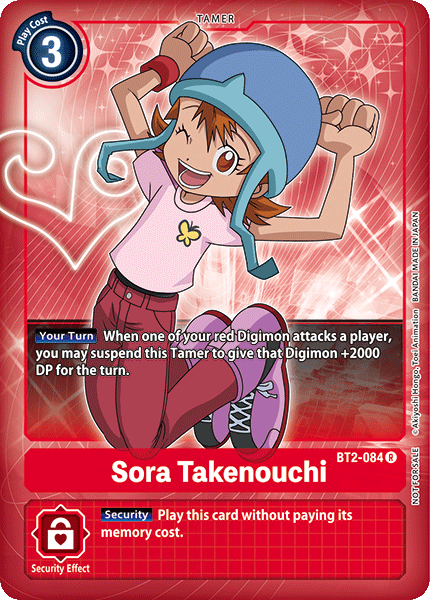 TAMER
Play Cost
3
Your Turn When one of your red Digimon attacks a player,
you may suspend this Tamer to give that Digimon +2000
DP for the turn.
Sora Takenouchi
BT2-084 R
Security Play this card without paying its
memory cost.
Security Effect
NOT FOR SALE ©Akiyoshi Hongo, Toei Animation BANDAI MADE IN JAPAN